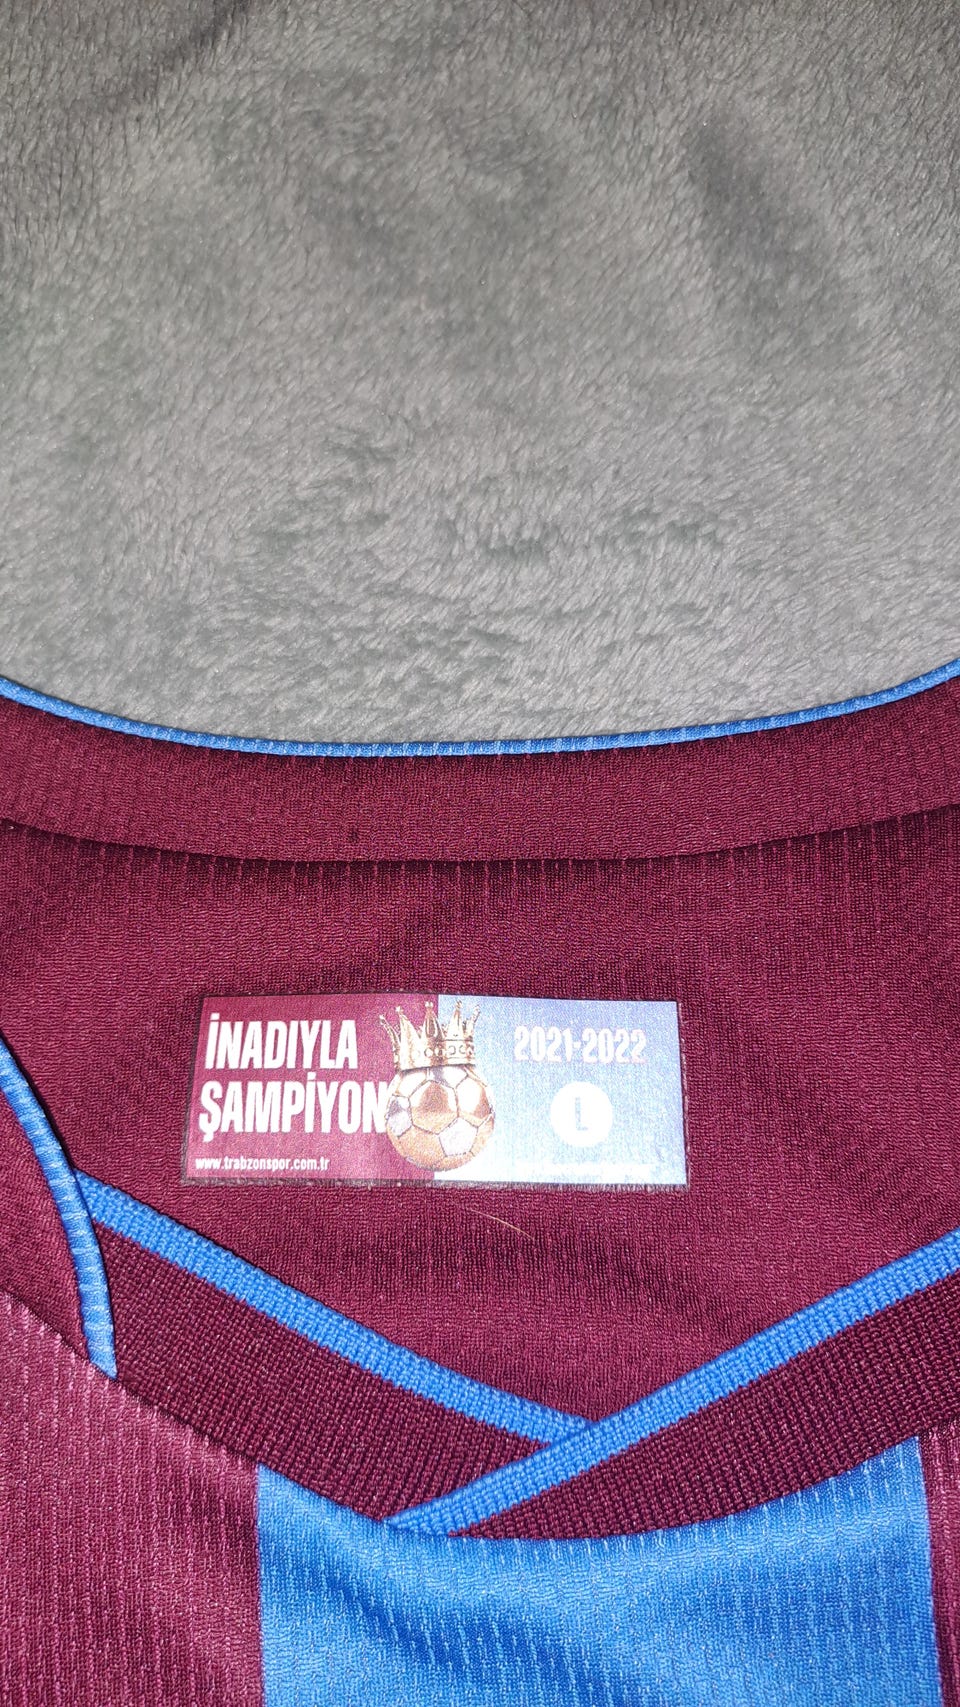 İNADIYLA
ŞAMPİYON
www.trabzonspor.com.tr
2021-2022
L